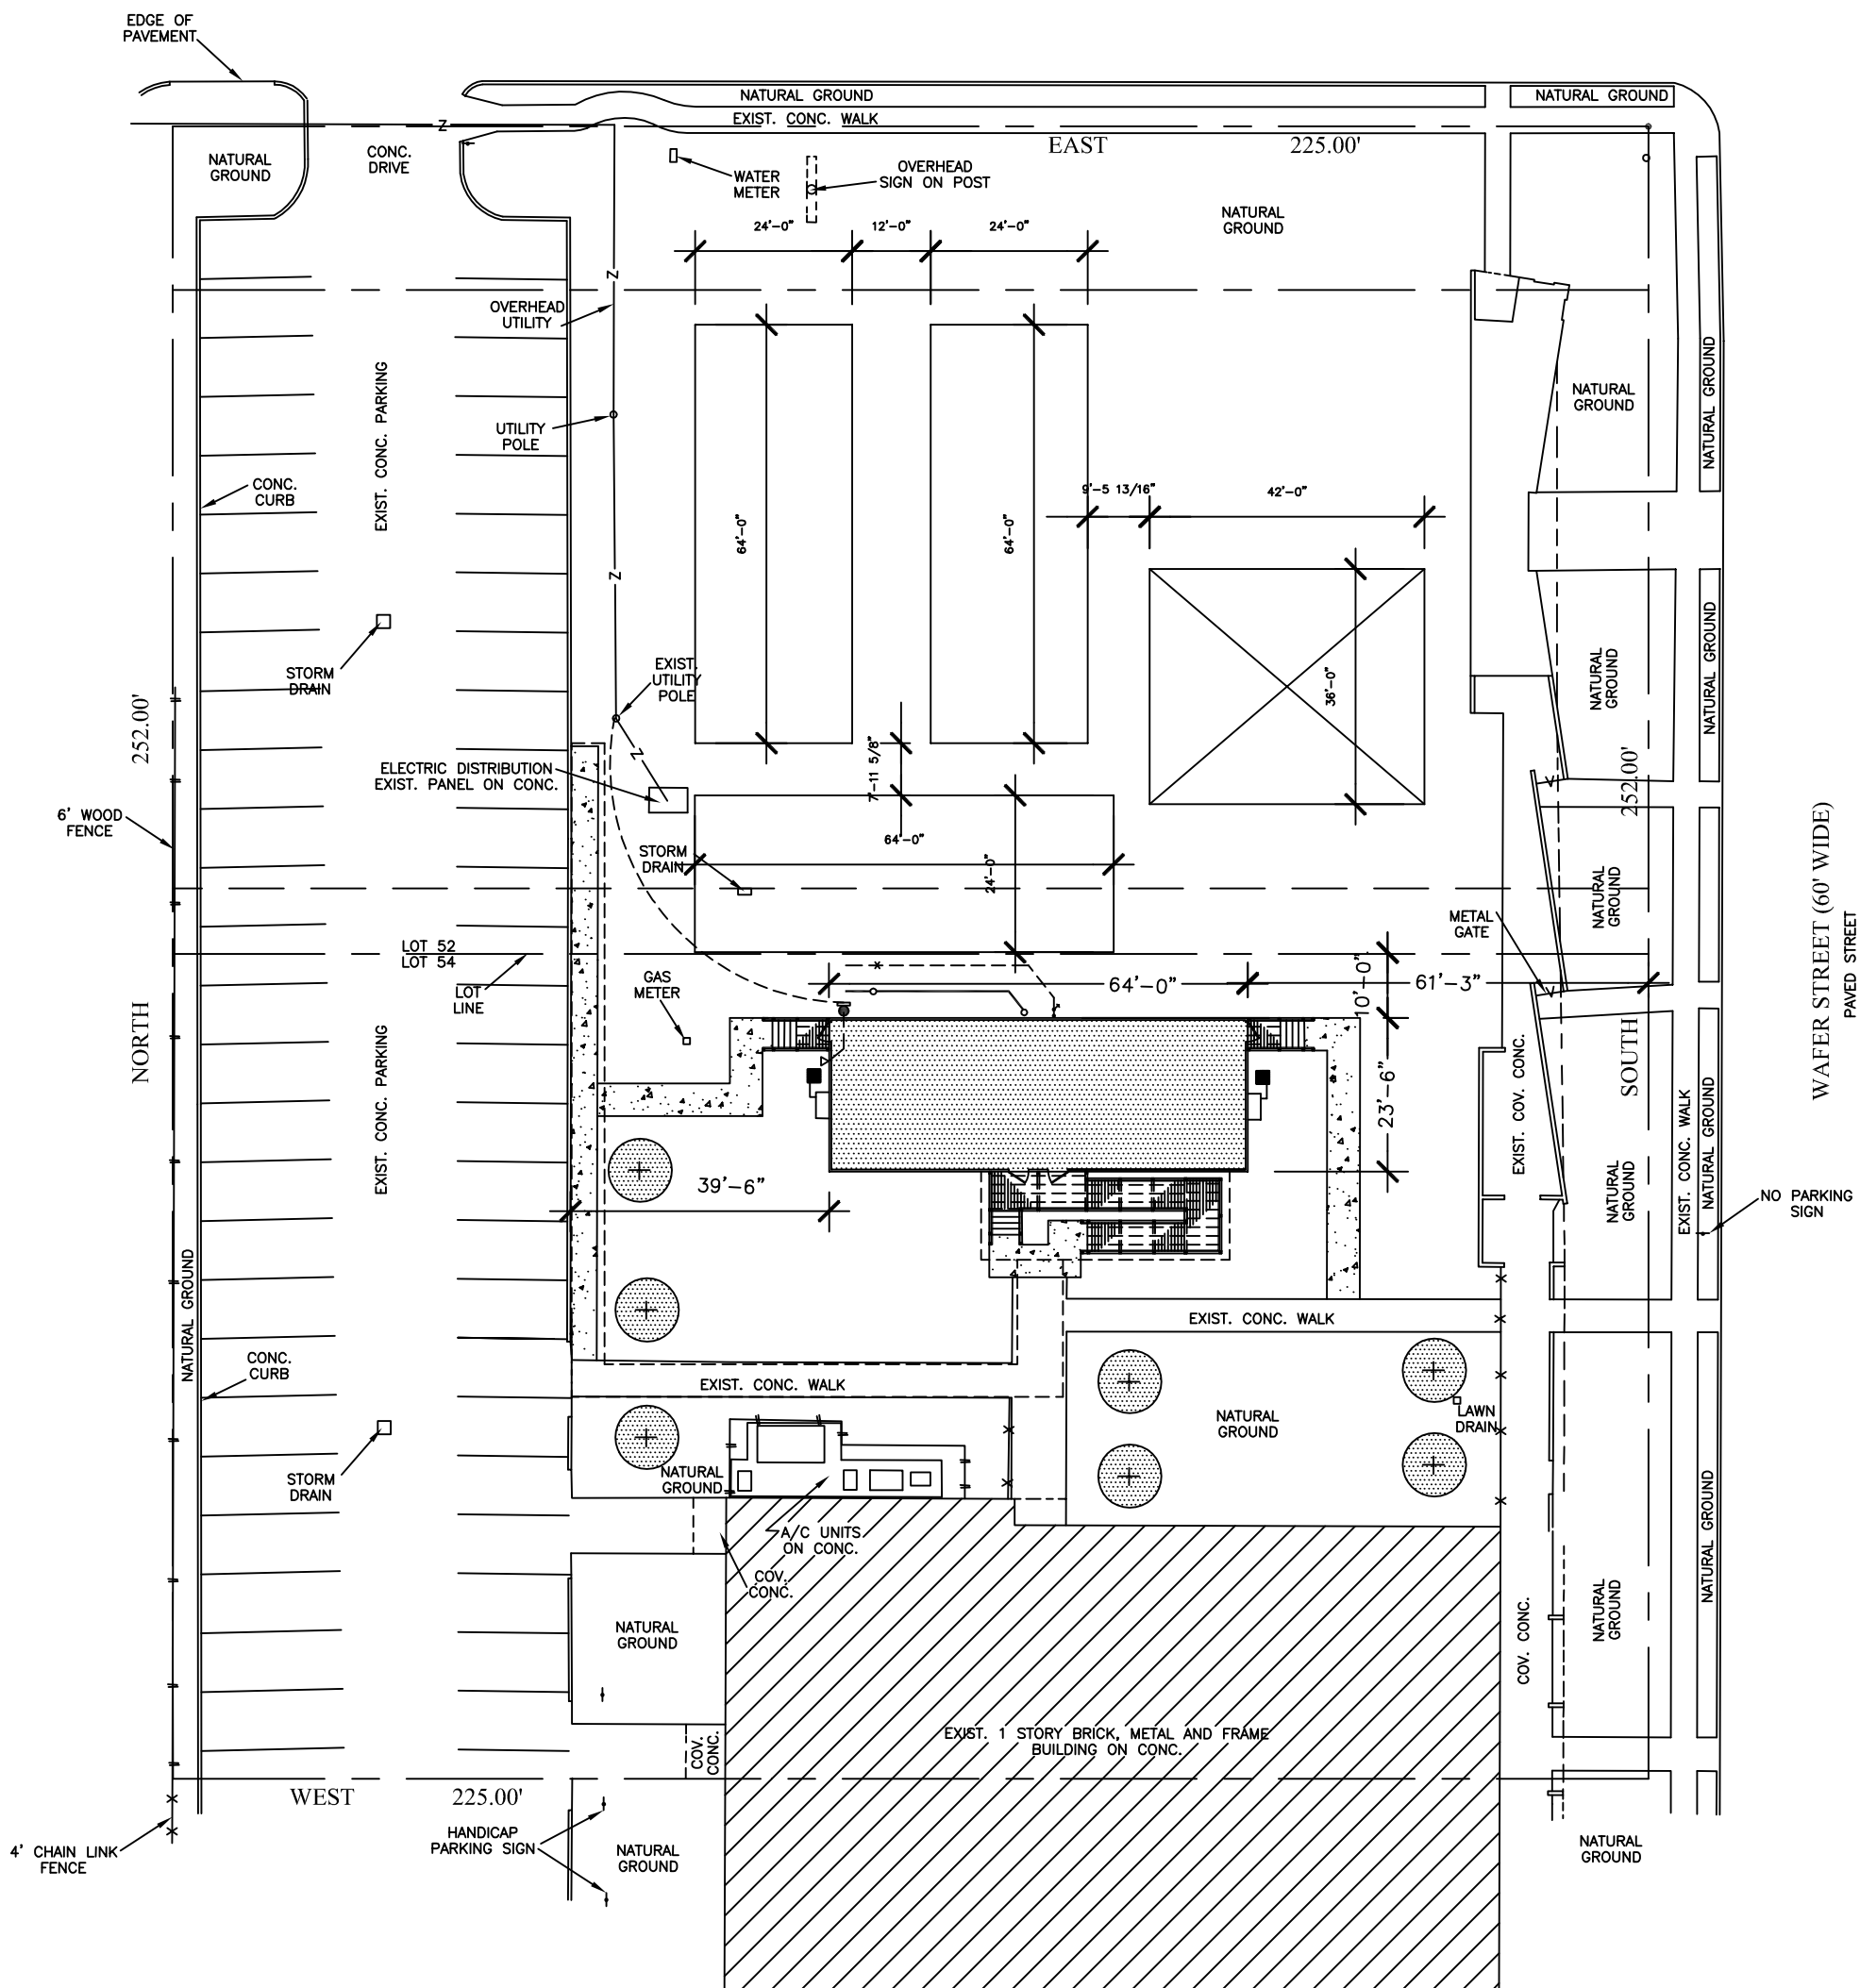 EDGE OF
PAVEMENT
NATURAL GROUND
NATURAL GROUND
EXIST. CONC. WALK
EAST
225.00'
NATURAL
GROUND
CONC.
DRIVE
WATER
METER
OVERHEAD
SIGN ON POST
NATURAL
GROUND
24'-0"
12'-0"
24'-0"
OVERHEAD
UTILITY
UTILITY
POLE
EXIST. CONC. PARKING
CONC.
CURB
64'-0"
64'-0"
9'-5 13/16"
42'-0"
36'-0"
NATURAL
GROUND
NATURAL GROUND
STORM
DRAIN
EXIST.
UTILITY
POLE
252.00'
NATURAL
GROUND
NATURAL GROUND
ELECTRIC DISTRIBUTION
EXIST. PANEL ON CONC.
7'-11 5/8"
64'-0"
24'-0"
252.00'
6' WOOD
FENCE
STORM
DRAIN
NATURAL
GROUND
METAL
GATE
WAFER STREET (60' WIDE)
PAVED STREET
LOT 52
LOT 54
LOT
LINE
GAS
METER
64'-0"
61'-3"
10'-0"
NORTH
SOUTH
EXIST. CONC. PARKING
23'-6"
EXIST. COV. CONC.
EXIST. CONC. WALK
NATURAL GROUND
39'-6"
NATURAL
GROUND
NO PARKING
SIGN
NATURAL GROUND
EXIST. CONC. WALK
CONC.
CURB
EXIST. CONC. WALK
NATURAL
GROUND
LAWN
DRAIN
STORM
DRAIN
NATURAL
GROUND
NATURAL GROUND
A/C UNITS
ON CONC.
COV.
CONC.
NATURAL
GROUND
NATURAL
GROUND
COV. CONC.
COV.
CONC.
EXIST. 1 STORY BRICK, METAL AND FRAME
BUILDING ON CONC.
WEST
225.00'
4' CHAIN LINK
FENCE
HANDICAP
PARKING SIGN
NATURAL
GROUND
NATURAL
GROUND